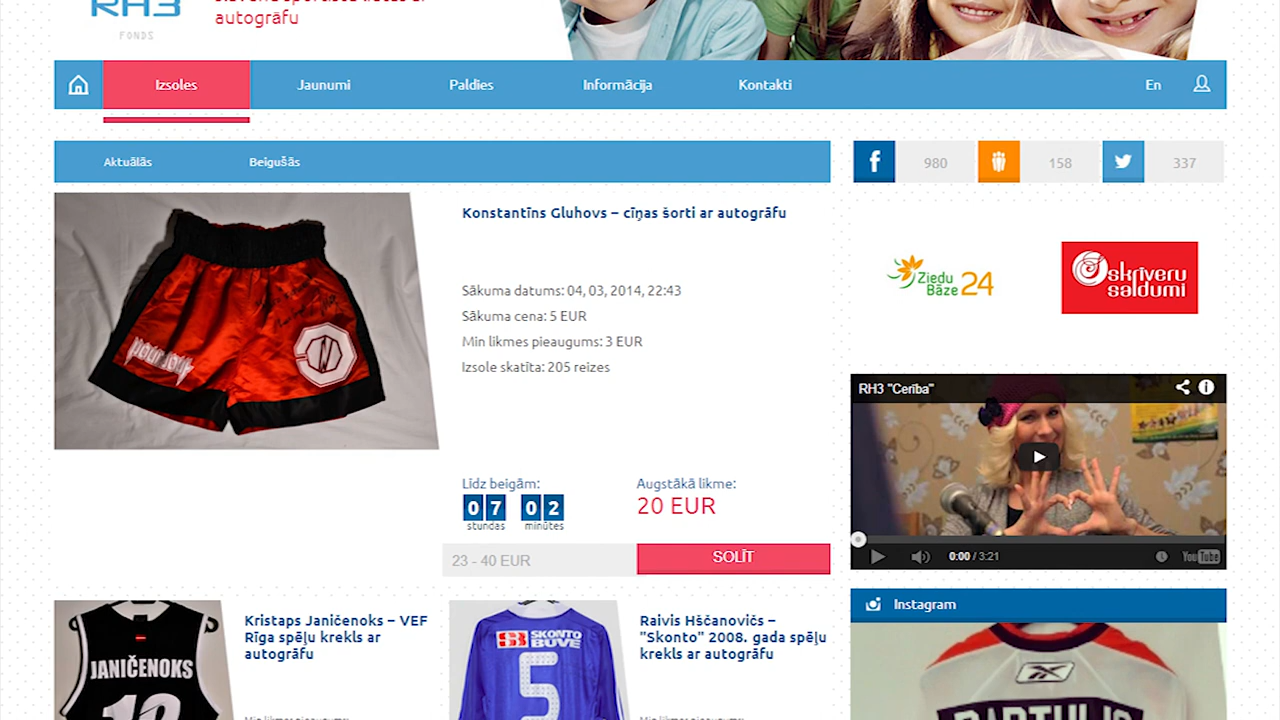 RH3
autogrāfu
FONDS
Izsoles
Jaunumi
Paldies
Informācija
Kontakti
En
Aktuālās
Beigušās
980
158
337
Konstantīns Gluhovs – cīņas šorti ar autogrāfu
Sākuma datums: 04, 03, 2014, 22:43
Sākuma cena: 5 EUR
Min likmes pieaugums: 3 EUR
Izsole skatīta: 205 reizes
Ziedu
Bāze 24
skrīveru
saldumi
RH3 "Cerība"
Līdz beigām:
07 02
stundas minūtes
Augstākā likme:
20 EUR
23 - 40 EUR
SOLĪT
0:00 / 3:21
YouTube
Instagram
JANIČENOKS
Kristaps Janičenoks – VEF
Rīga spēļu krekls ar
autogrāfu
SKONTO
BŪVE
5
Raivis Hščanovičs –
"Skonto" 2008. gada spēļu
krekls ar autogrāfu